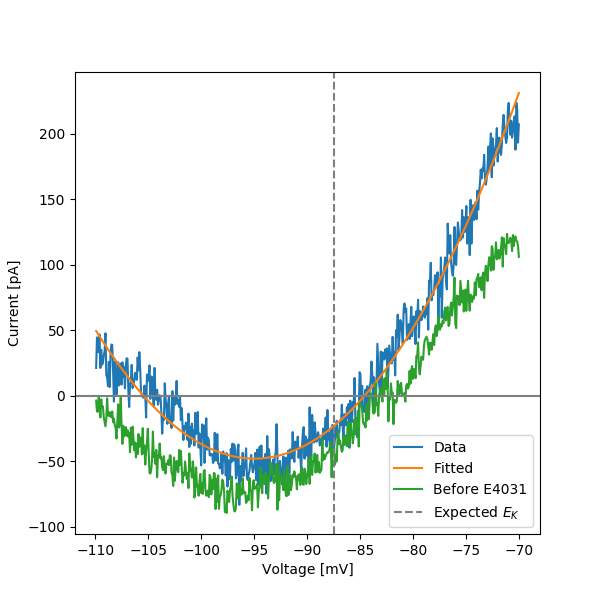 200
150
100
50
0
−50
−100
Current [pA]
−110 −105 −100 −95 −90 −85 −80 −75 −70
Voltage [mV]
Data
Fitted
Before E4031
Expected E_K